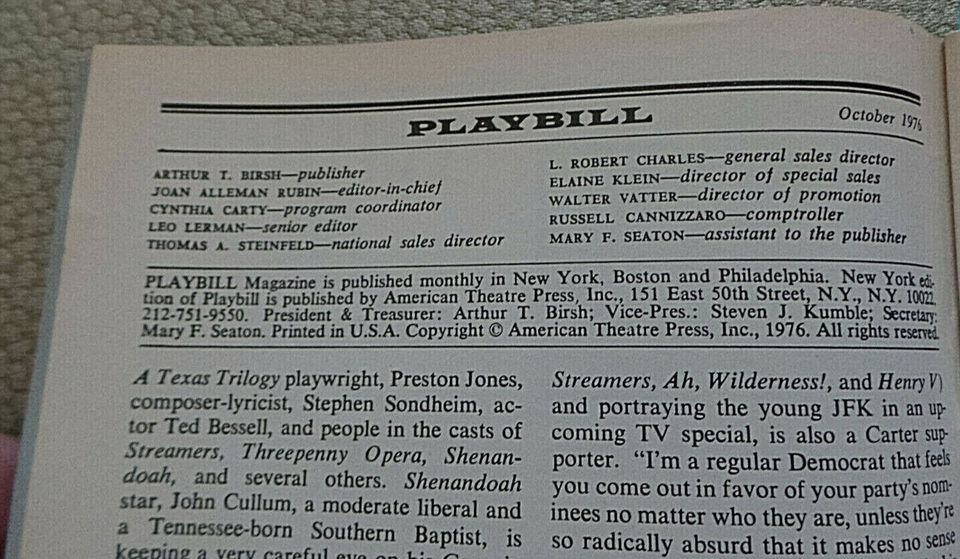 PLAYBILL
October 1976
ARTHUR T. BIRSH—publisher
JOAN ALLEMAN RUBIN—editor-in-chief
CYNTHIA CARTY—program coordinator
LEO LERMAN—senior editor
THOMAS A. STEINFELD—national sales director
L. ROBERT CHARLES—general sales director
ELAINE KLEIN—director of special sales
WALTER VATTER—director of promotion
RUSSELL CANNIZZARO—comptroller
MARY F. SEATON—assistant to the publisher
PLAYBILL Magazine is published monthly in New York, Boston and Philadelphia. New York edi-
tion of Playbill is published by American Theatre Press, Inc., 151 East 50th Street, N.Y., N.Y. 10022.
212-751-9550. President & Treasurer: Arthur T. Birsh; Vice-Pres.: Steven J. Kumble; Secretary:
Mary F. Seaton. Printed in U.S.A. Copyright © American Theatre Press, Inc., 1976. All rights reserved.
A Texas Trilogy playwright, Preston Jones,
composer-lyricist, Stephen Sondheim, ac-
tor Ted Bessell, and people in the casts of
Streamers, Threepenny Opera, Shenan-
doah, and several others. Shenandoah
star, John Cullum, a moderate liberal and
a Tennessee-born Southern Baptist, is
keeping a very careful eye on his
Streamers, Ah, Wilderness!, and Henry V)
and portraying the young JFK in an up-
coming TV special, is also a Carter sup-
porter. “I'm a regular Democrat that feels
you come out in favor of your party's nom-
inees no matter who they are, unless they're
so radically absurd that it makes no sense